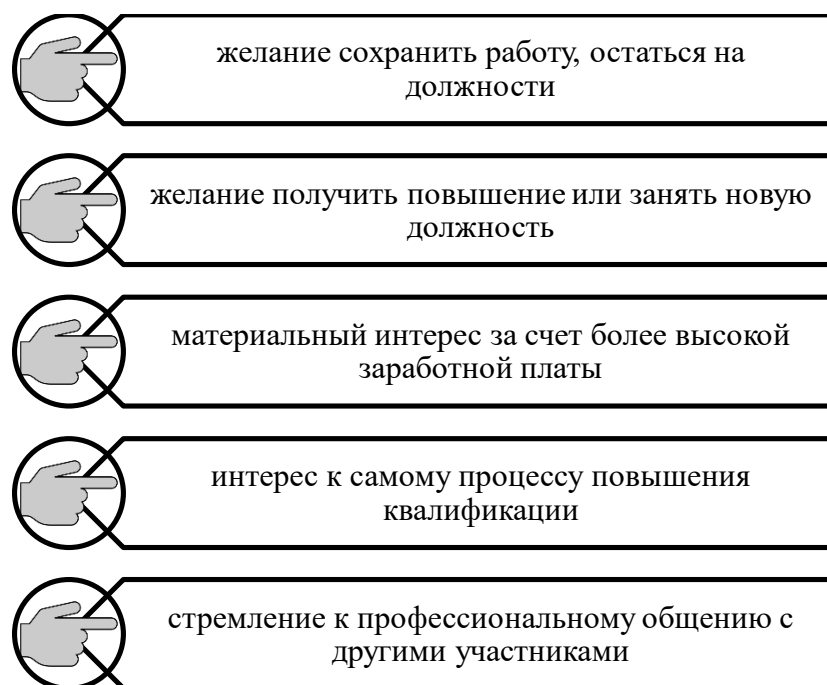 желание сохранить работу, остаться на
должности
желание получить повышение или занять новую
должность
материальный интерес за счет более высокой
заработной платы
интерес к самому процессу повышения
квалификации
стремление к профессиональному общению с
другими участниками